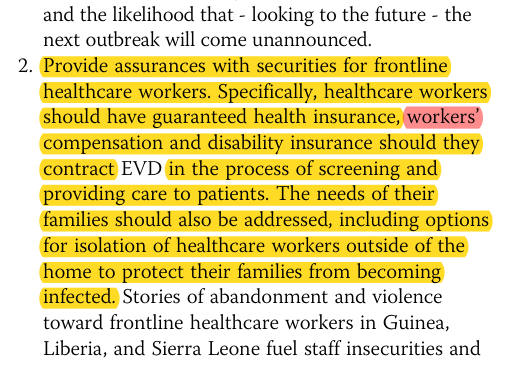 and the likelihood that - looking to the future - the
next outbreak will come unannounced.
2. Provide assurances with securities for frontline
healthcare workers. Specifically, healthcare workers
should have guaranteed health insurance, workers'
compensation and disability insurance should they
contract EVD in the process of screening and
providing care to patients. The needs of their
families should also be addressed, including options
for isolation of healthcare workers outside of the
home to protect their families from becoming
infected. Stories of abandonment and violence
toward frontline healthcare workers in Guinea,
Liberia, and Sierra Leone fuel staff insecurities and